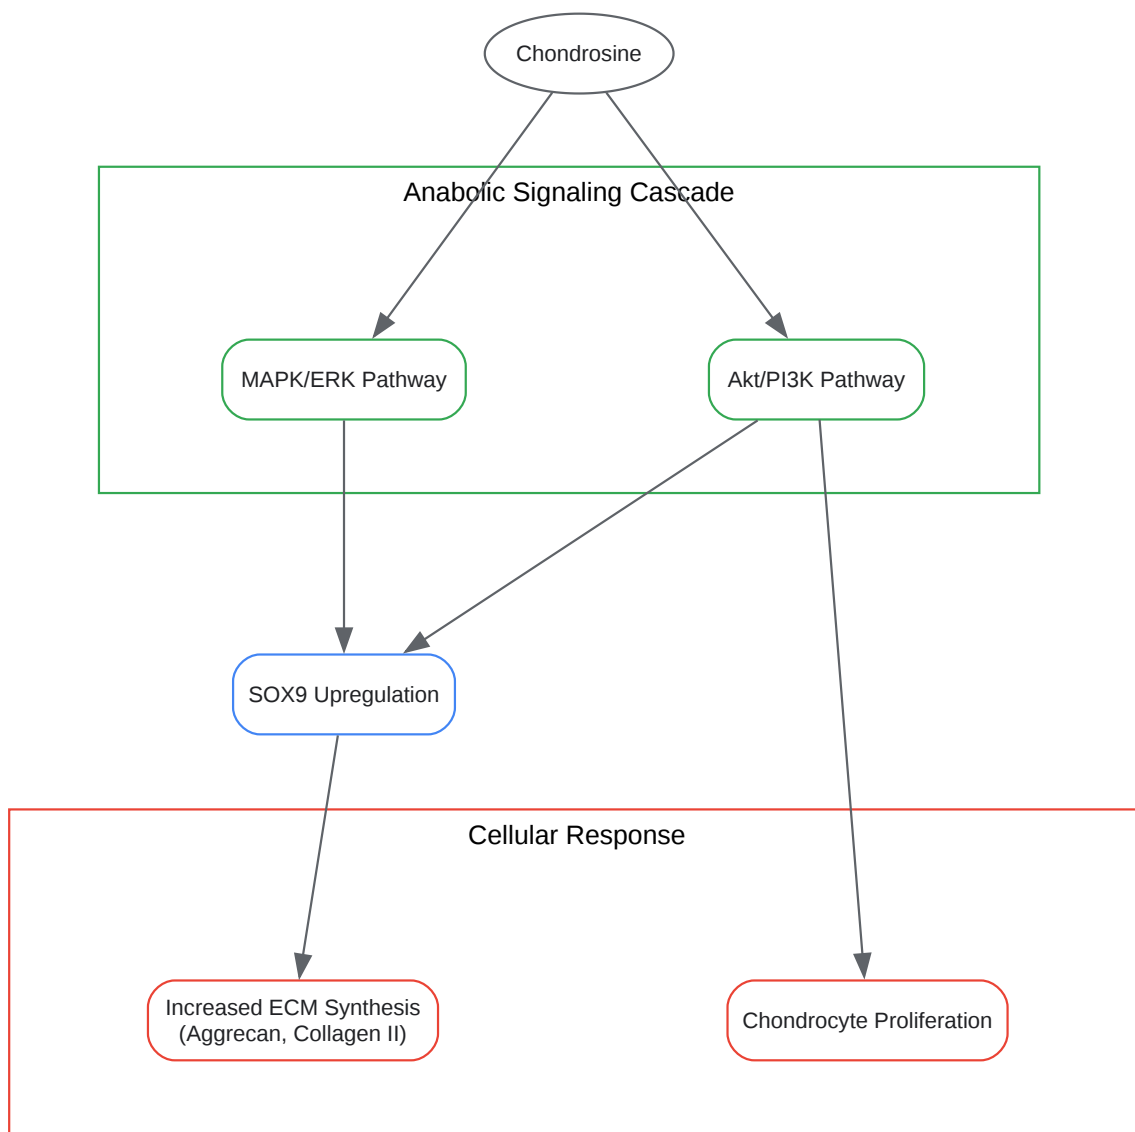 Chondrosine
Anabolic Signaling Cascade
MAPK/ERK Pathway
Akt/PI3K Pathway
SOX9 Upregulation
Cellular Response
Increased ECM Synthesis
(Aggrecan, Collagen II)
Chondrocyte Proliferation